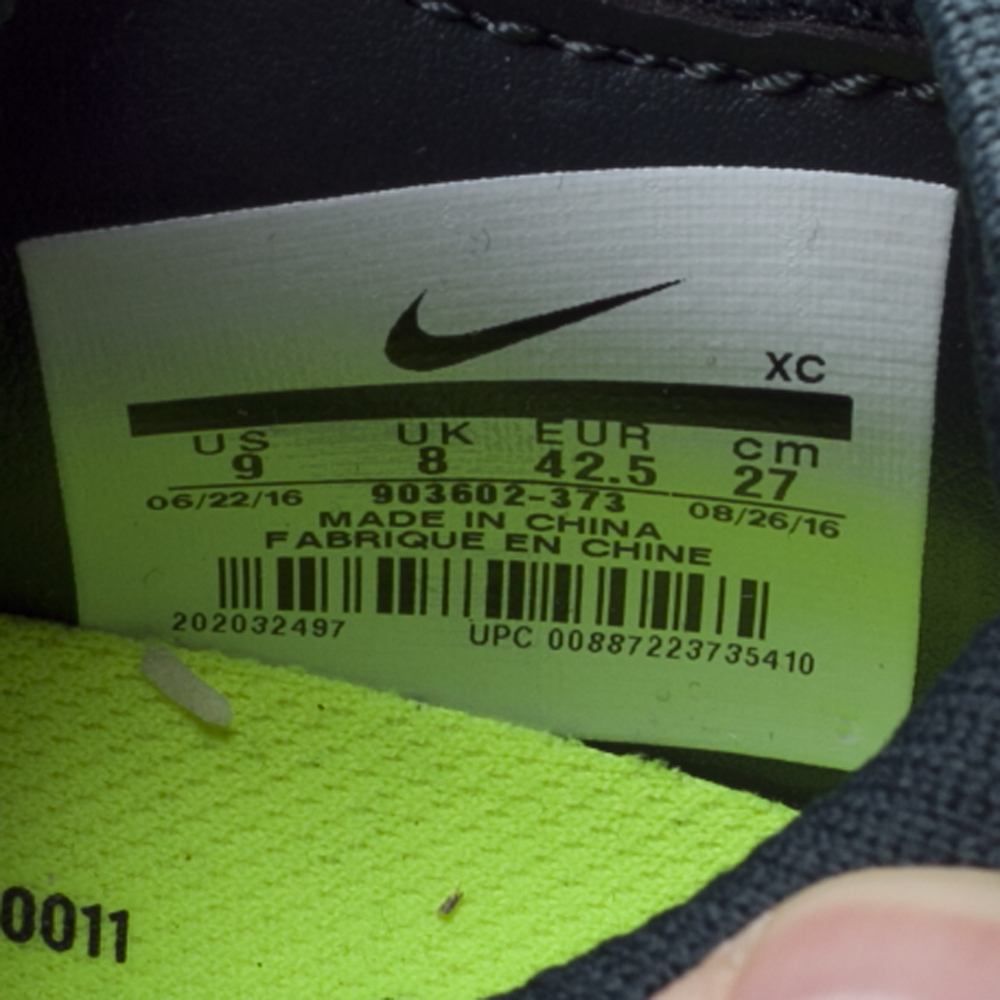 XC
US UK EUR cm
9 8 42.5 27
06/22/16 903602-373 08/26/16
MADE IN CHINA
FABRIQUE EN CHINE
202032497 UPC 00887223735410
0011